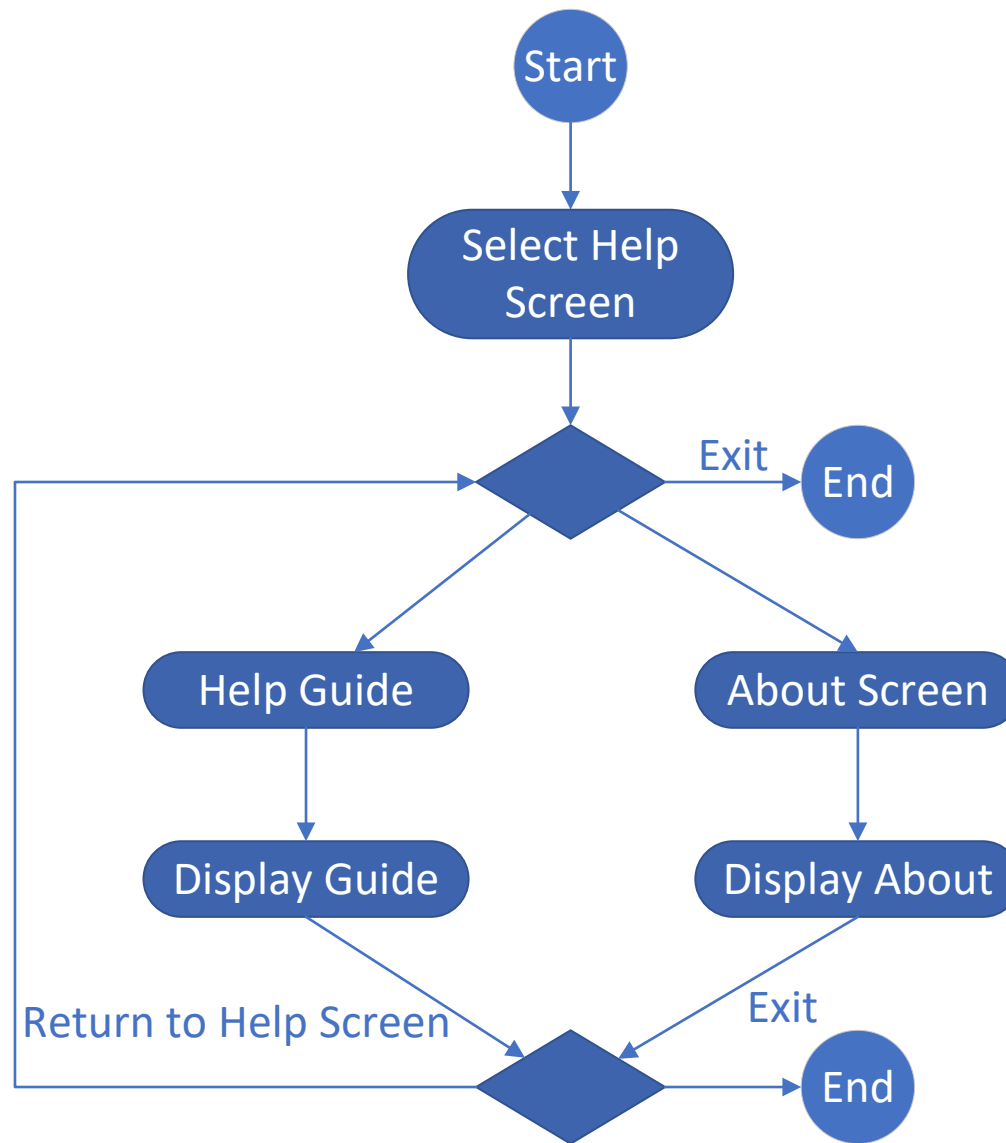 Start
Select Help
Screen
Exit
End
Help Guide
About Screen
Display Guide
Display About
Return to Help Screen
Exit
End